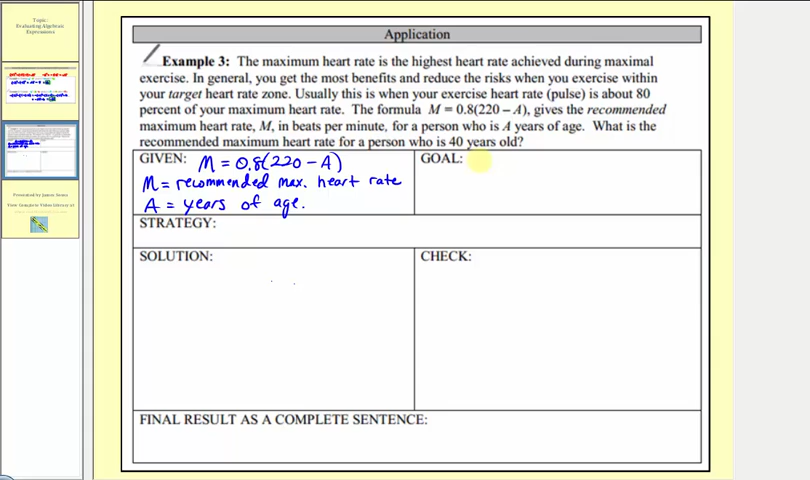 Topic:
Evaluating Algebraic
Expressions
Presented by James Sousa
View Complete Video Library at
Application
Example 3: The maximum heart rate is the highest heart rate achieved during maximal
exercise. In general, you get the most benefits and reduce the risks when you exercise within
your target heart rate zone. Usually this is when your exercise heart rate (pulse) is about 80
percent of your maximum heart rate. The formula M = 0.8(220 – A), gives the recommended
maximum heart rate, M, in beats per minute, for a person who is A years of age. What is the
recommended maximum heart rate for a person who is 40 years old?
GIVEN: M = 0.8(220 - A)
M = recommended max. heart rate
A = years of age.
GOAL:
STRATEGY:
SOLUTION:
CHECK:
FINAL RESULT AS A COMPLETE SENTENCE: